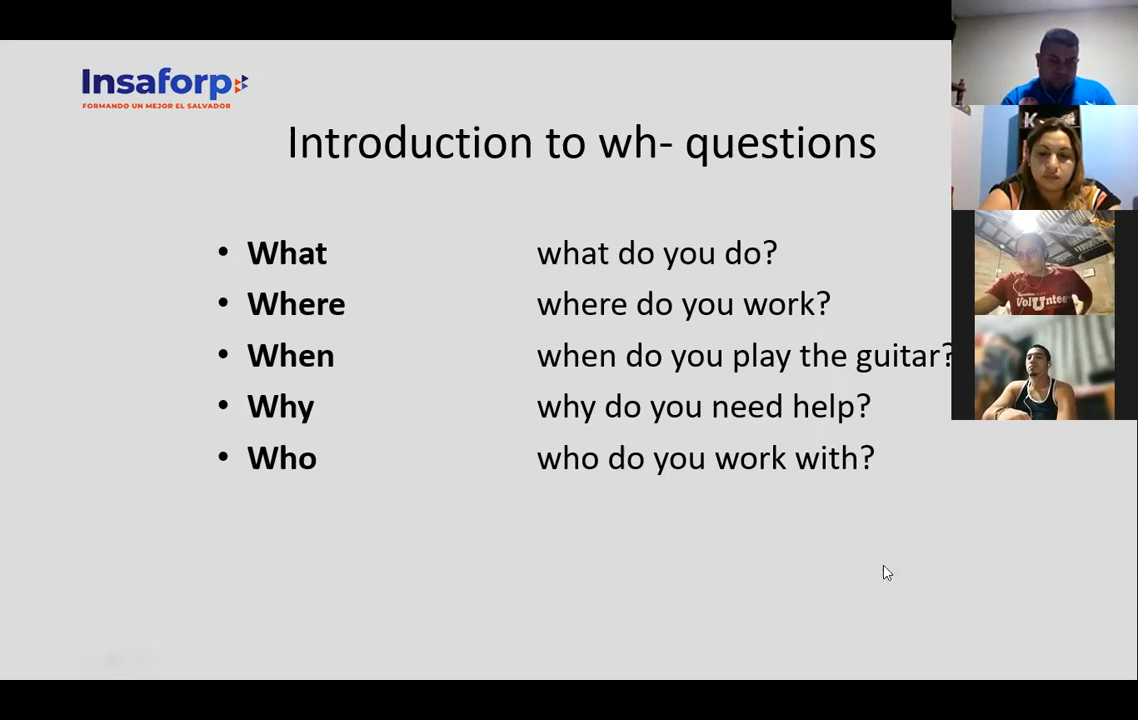 Insaforp
FORMANDO UN MEJOR EL SALVADOR
Introduction to wh- questions
• What what do you do?
• Where where do you work?
• When when do you play the guitar?
• Why why do you need help?
• Who who do you work with?
K
VolUntee